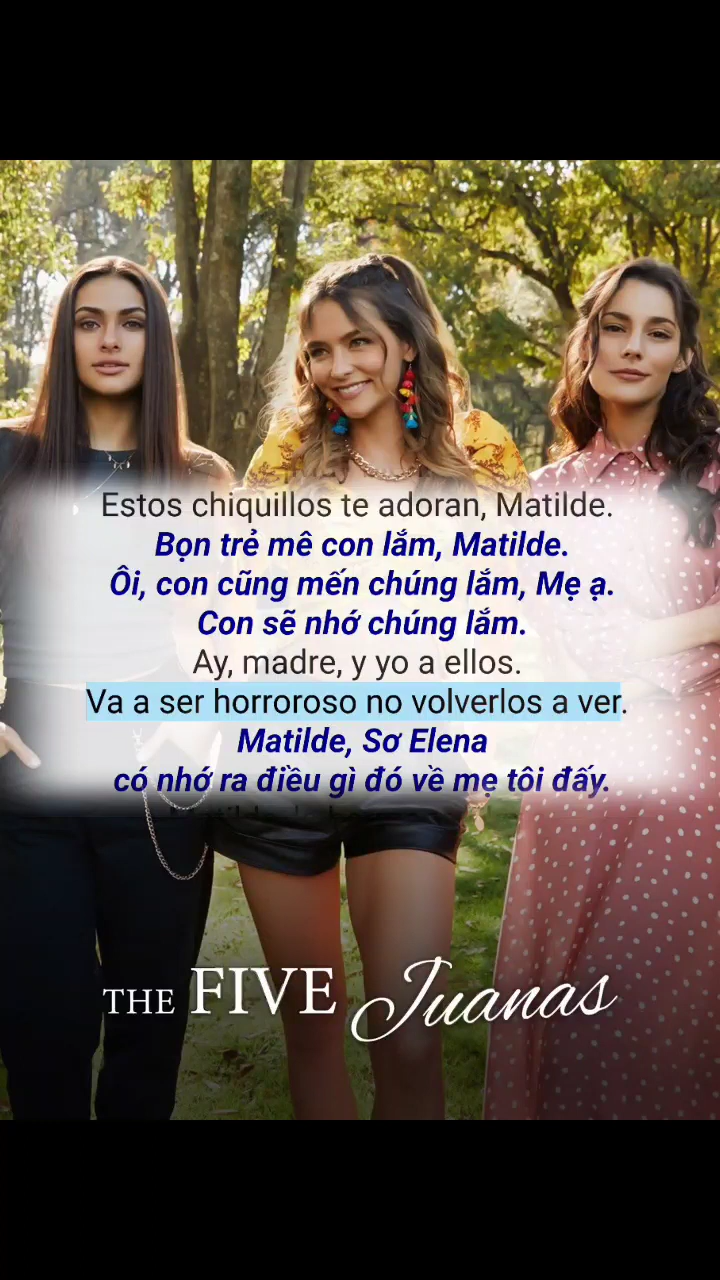 Estos chiquillos te adoran, Matilde.
Bọn trẻ mê con lắm, Matilde.
Ôi, con cũng mến chúng lắm, Mẹ ạ.
Con sẽ nhớ chúng lắm.
Ay, madre, y yo a ellos.
Va a ser horroroso no volverlos a ver.
Matilde, Sơ Elena
có nhớ ra điều gì đó về mẹ tôi đấy.
THE FIVE Juanas